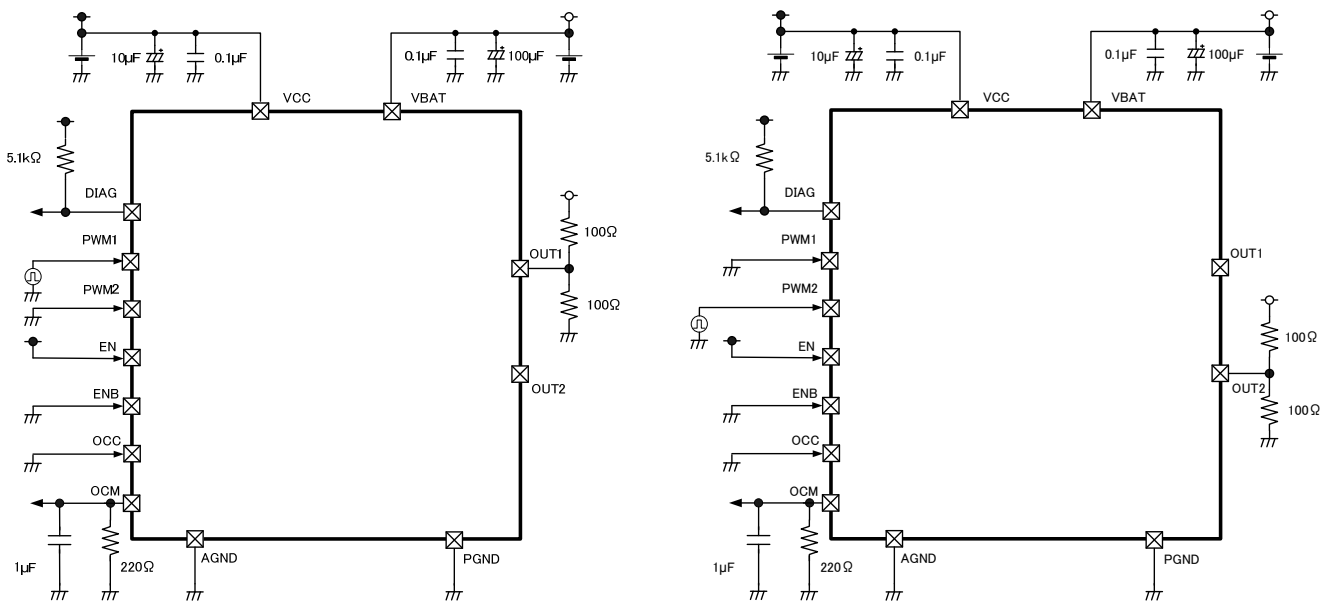 10μF
0.1μF
0.1μF
100μF
VCC
VBAT
5.1kΩ
DIAG
PWM1
PWM2
EN
ENB
OCC
OCM
OUT1
100Ω
100Ω
OUT2
1μF
220Ω
AGND
PGND
10μF
0.1μF
0.1μF
100μF
VCC
VBAT
5.1kΩ
DIAG
PWM1
PWM2
EN
ENB
OCC
OCM
OUT1
100Ω
OUT2
100Ω
1μF
220Ω
AGND
PGND